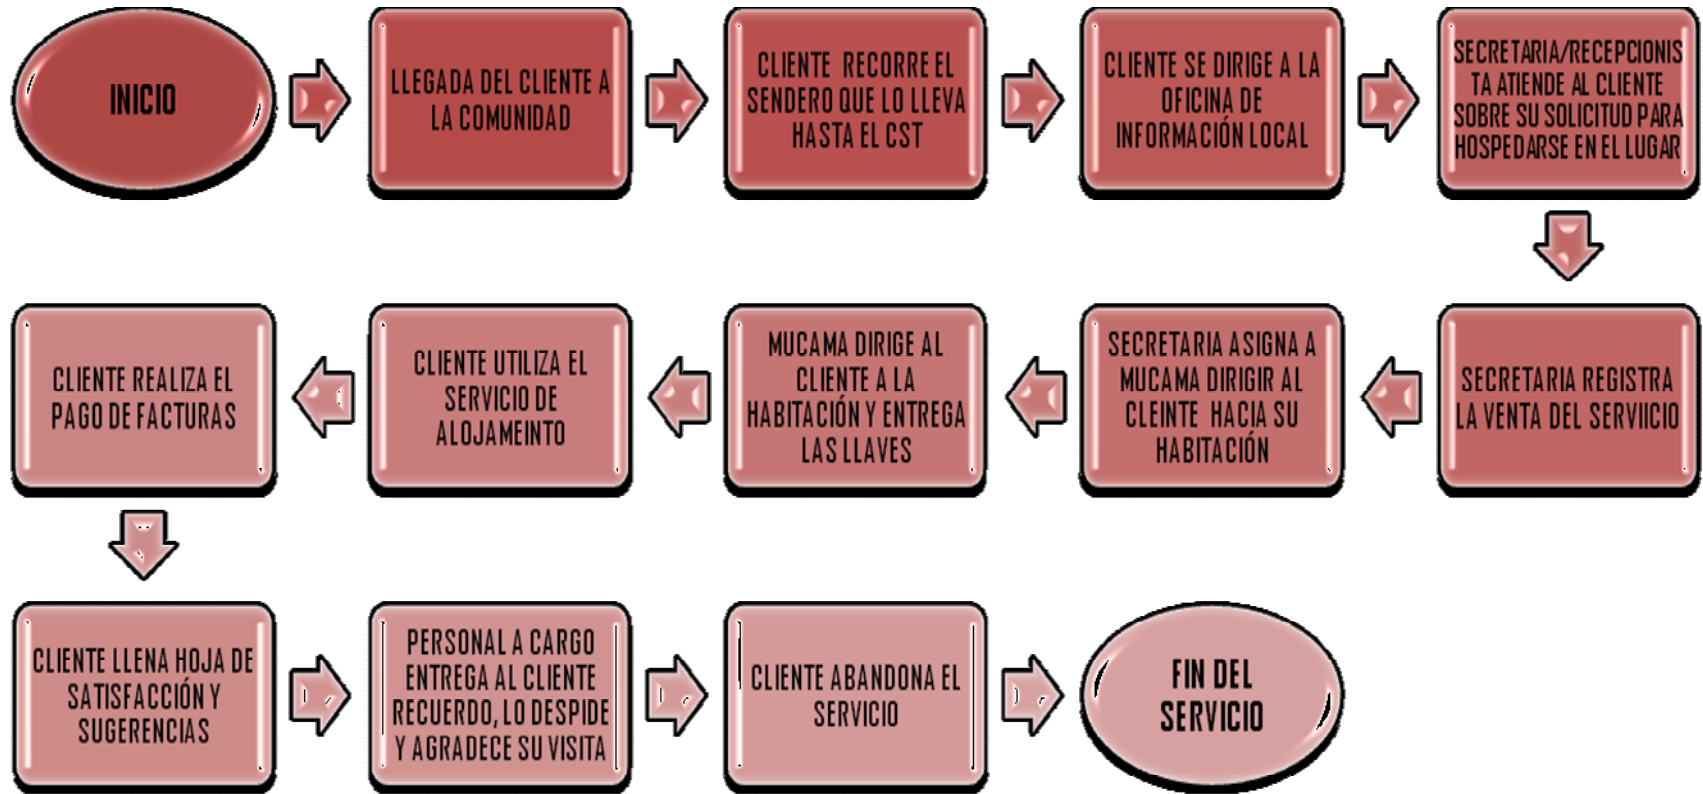 INICIO
LLEGADA DEL CLIENTE A
LA COMUNIDAD
CLIENTE RECORRE EL
SENDERO QUE LO LLEVA
HASTA EL CST
CLIENTE SE DIRIGE A LA
OFICINA DE
INFORMACIÓN LOCAL
SECRETARIA/RECEPCIONIS
TA ATIENDE AL CLIENTE
SOBRE SU SOLICITUD PARA
HOSPEDARSE EN EL LUGAR
SECRETARIA REGISTRA
LA VENTA DEL SERVIICIO
SECRETARIA ASIGNA A
MUCAMA DIRIGIR AL
CLEINTE HACIA SU
HABITACIÓN
MUCAMA DIRIGE AL
CLIENTE A LA
HABITACIÓN Y ENTREGA
LAS LLAVES
CLIENTE UTILIZA EL
SERVICIO DE
ALOJAMEINTO
CLIENTE REALIZA EL
PAGO DE FACTURAS
CLIENTE LLENA HOJA DE
SATISFACCIÓN Y
SUGERENCIAS
PERSONAL A CARGO
ENTREGA AL CLIENTE
RECUERDO, LO DESPIDE
Y AGRADECE SU VISITA
CLIENTE ABANDONA EL
SERVICIO
FIN DEL
SERVICIO